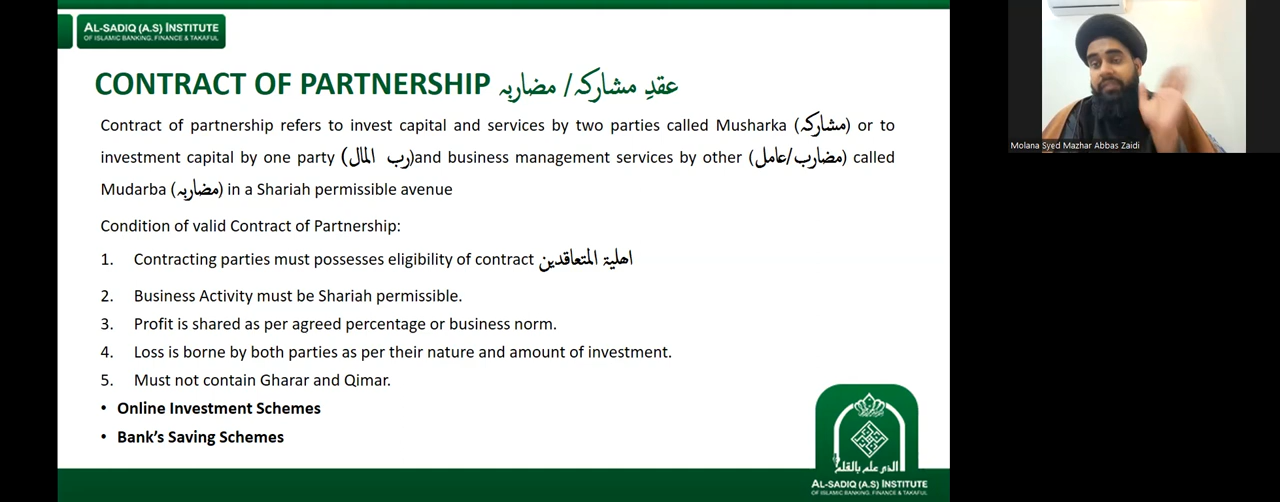 AL-SADIQ (A.S) INSTITUTE
OF ISLAMIC BANKING, FINANCE & TAKAFUL
CONTRACT OF PARTNERSHIP عقدِ مشارکہ/ مضاربہ
Contract of partnership refers to invest capital and services by two parties called Musharka (مشارکہ) or to
investment capital by one party (رب المال)and business management services by other (مضارب/عامل) called
Mudarba (مضاربہ) in a Shariah permissible avenue
Condition of valid Contract of Partnership:
1. Contracting parties must possesses eligibility of contract اھلیۃ المتعاقدین
2. Business Activity must be Shariah permissible.
3. Profit is shared as per agreed percentage or business norm.
4. Loss is borne by both parties as per their nature and amount of investment.
5. Must not contain Gharar and Qimar.
• Online Investment Schemes
• Bank's Saving Schemes
الذی علم بالقلم
AL-SADIQ (A.S) INSTITUTE
OF ISLAMIC BANKING, FINANCE & TAKAFUL
Molana Syed Mazhar Abbas Zaidi